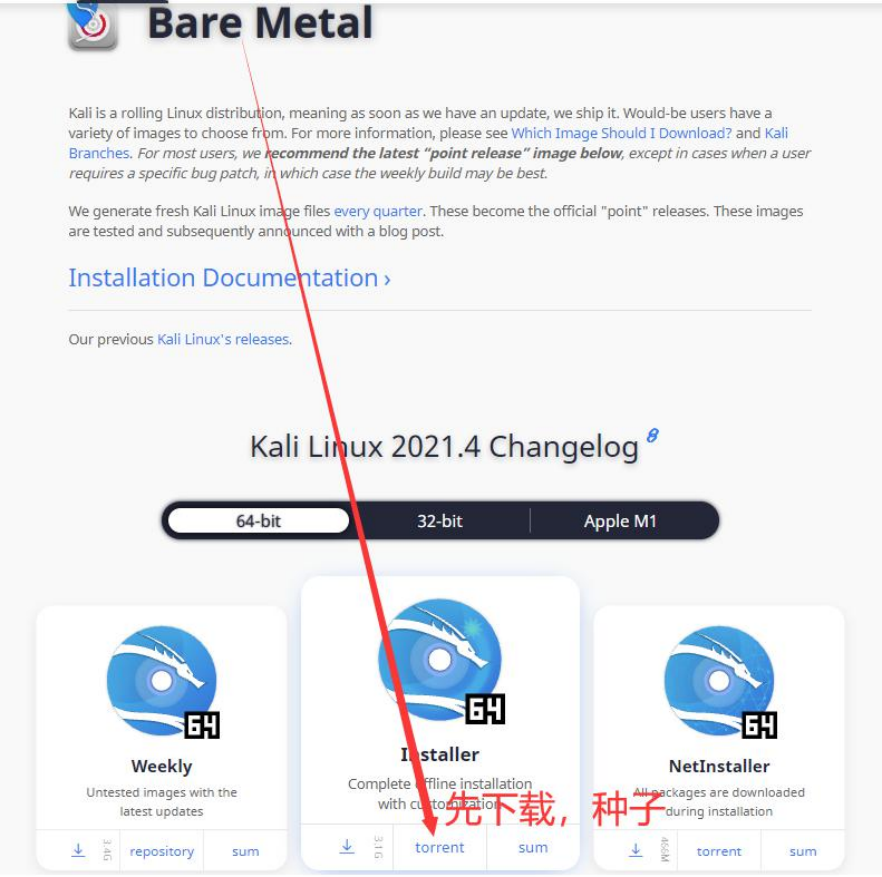 Bare Metal
Kali is a rolling Linux distribution, meaning as soon as we have an update, we ship it. Would-be users have a
variety of images to choose from. For more information, please see Which Image Should I Download? and Kali
Branches. For most users, we recommend the latest “point release” image below, except in cases when a user
requires a specific bug patch, in which case the weekly build may be best.
We generate fresh Kali Linux image files every quarter. These become the official "point" releases. These images
are tested and subsequently announced with a blog post.
Installation Documentation ›
Our previous Kali Linux's releases.
Kali Linux 2021.4 Changelog
64-bit 32-bit Apple M1
64
Weekly
Untested images with the
latest updates
3.4G repository sum
64
Installer
Complete offline installation
with customization
先下载，种子
3.1G torrent sum
64
NetInstaller
All packages are downloaded
during installation
466M torrent sum